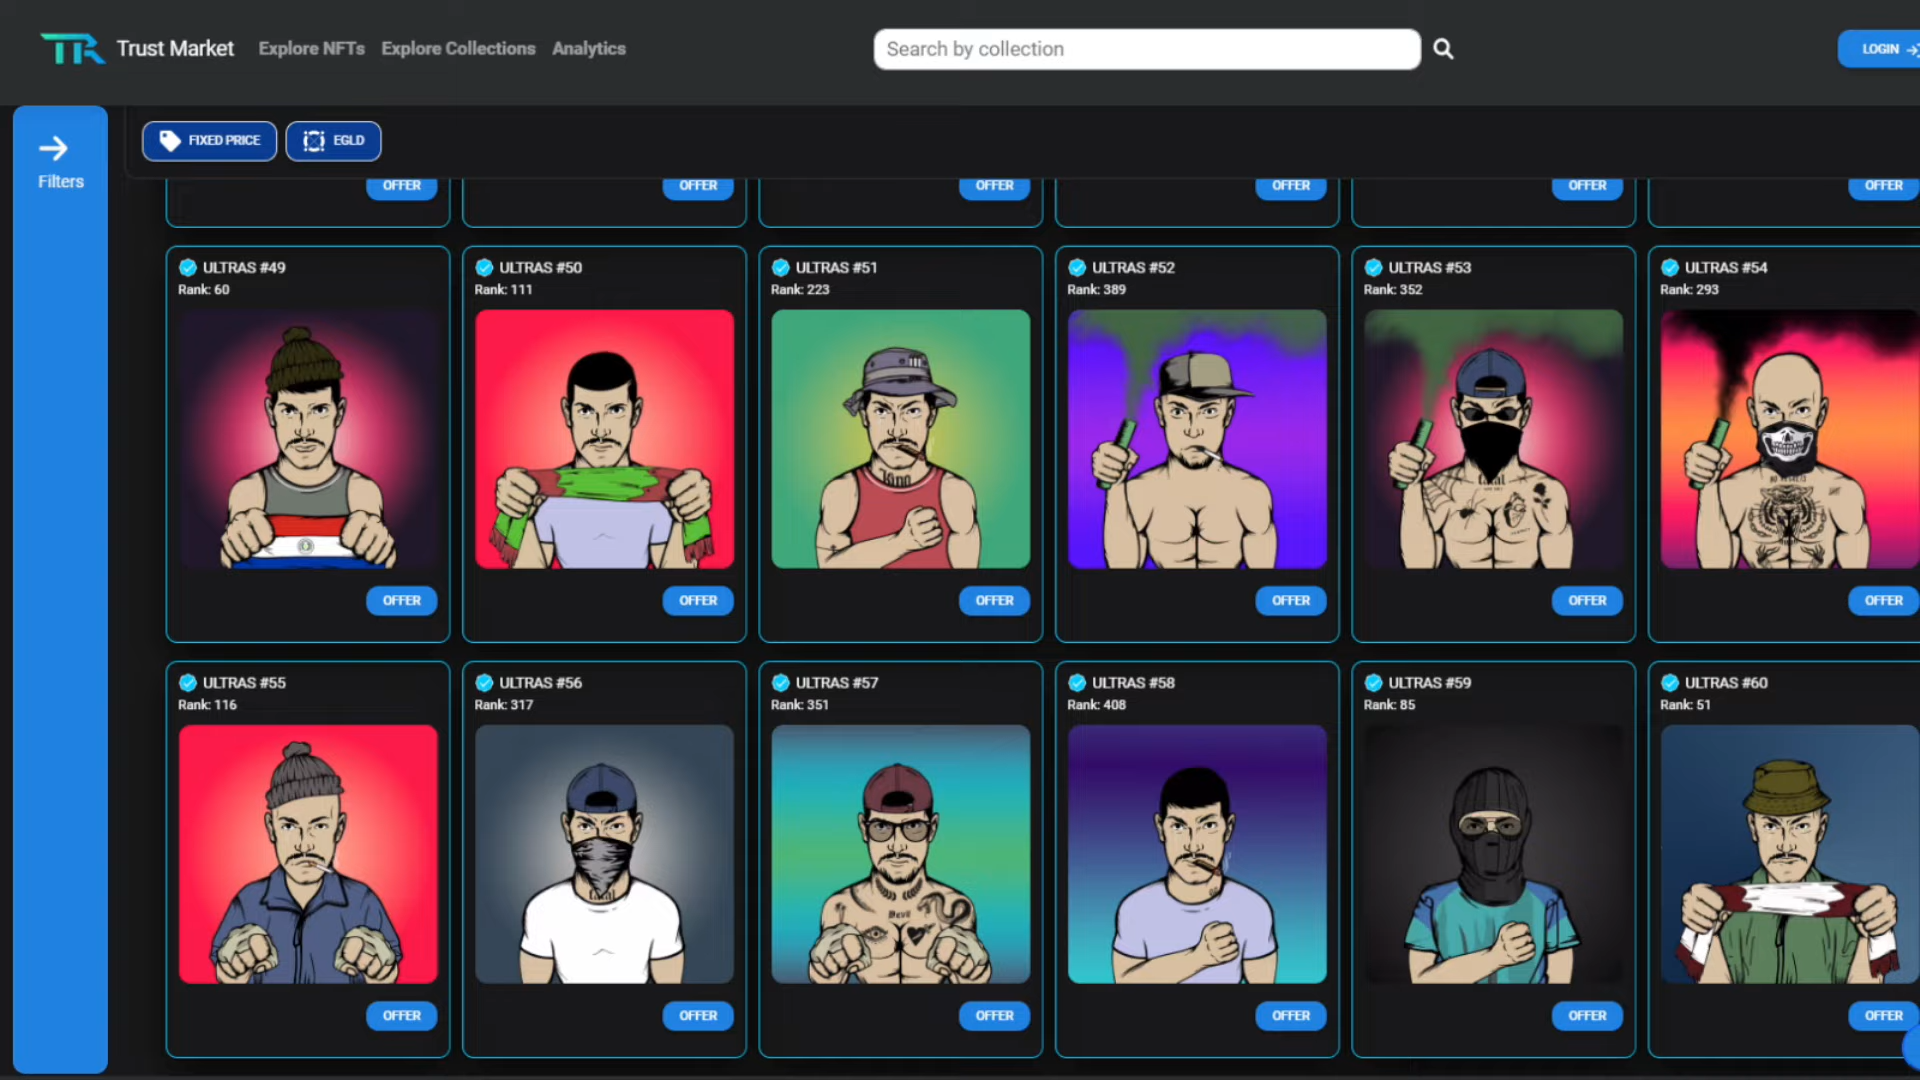 TR Trust Market Explore NFTs Explore Collections Analytics Search by collection LOGIN
Filters
FIXED PRICE EGLD
OFFER OFFER OFFER OFFER OFFER OFFER
ULTRAS #49 ULTRAS #50 ULTRAS #51 ULTRAS #52 ULTRAS #53 ULTRAS #54
Rank: 60 Rank: 111 Rank: 223 Rank: 389 Rank: 352 Rank: 293
King
OFFER OFFER OFFER OFFER OFFER OFFER
ULTRAS #55 ULTRAS #56 ULTRAS #57 ULTRAS #58 ULTRAS #59 ULTRAS #60
Rank: 116 Rank: 317 Rank: 351 Rank: 408 Rank: 85 Rank: 51
OFFER OFFER OFFER OFFER OFFER OFFER